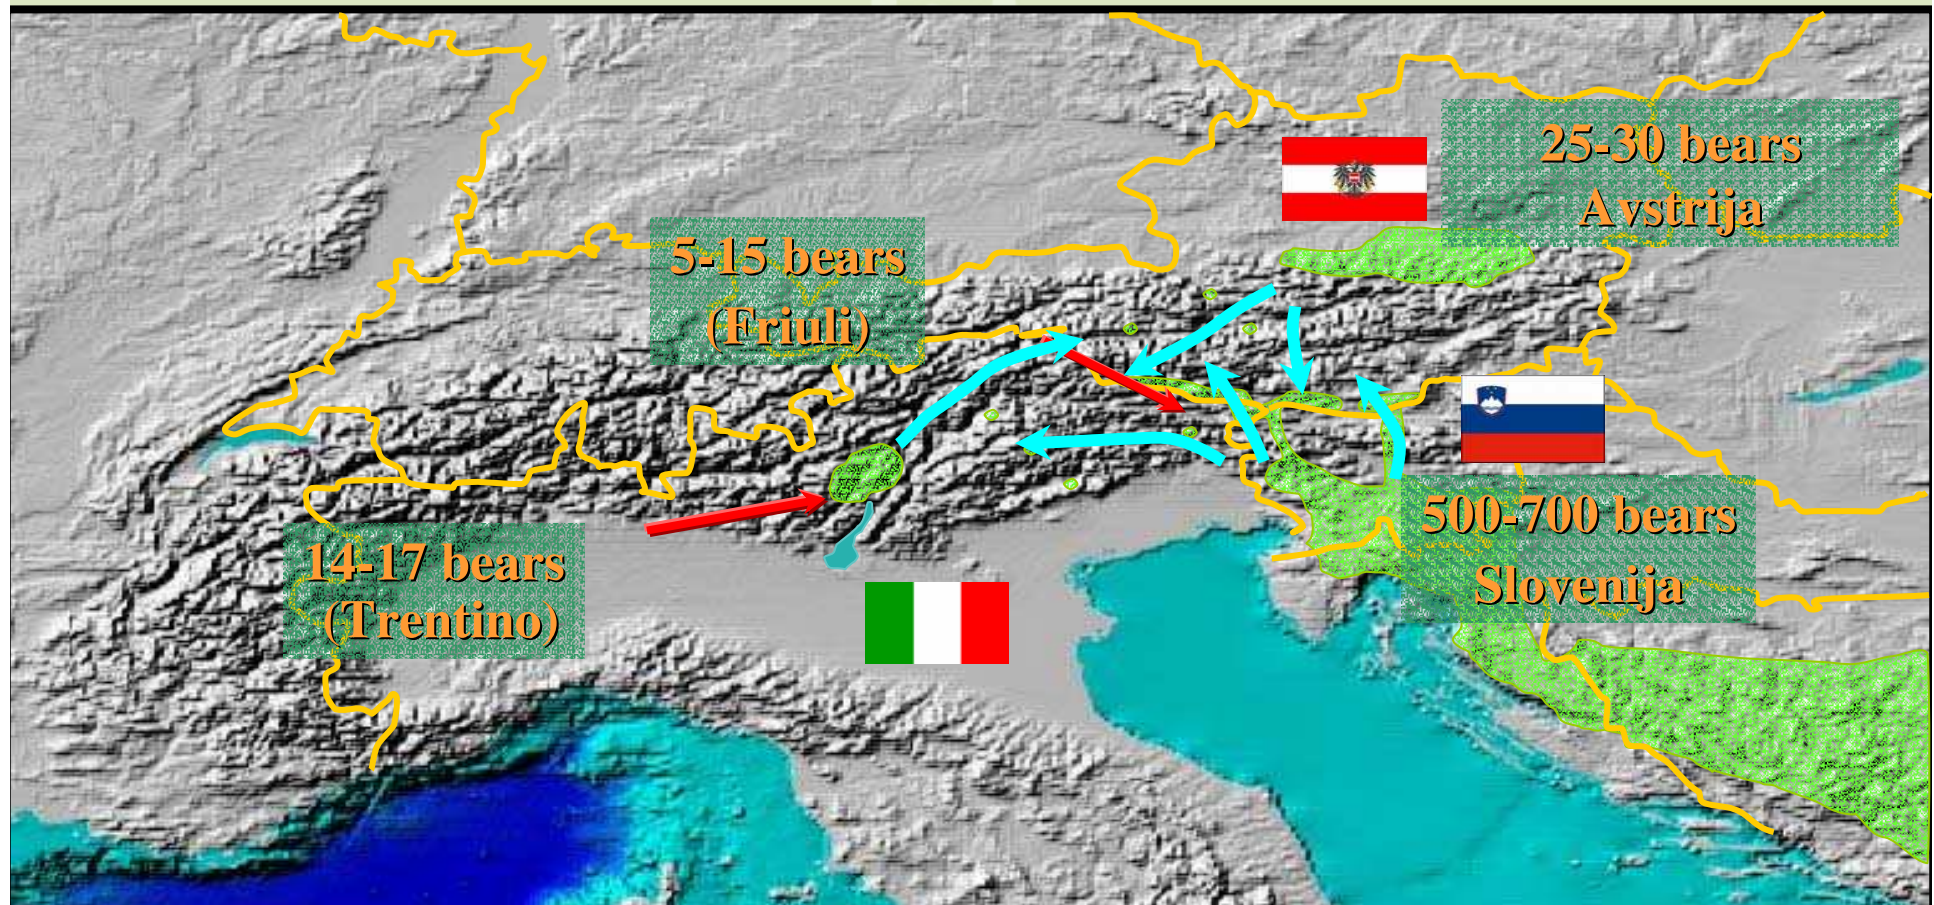 25-30 bears
Avstrija
5-15 bears
(Friuli)
500-700 bears
Slovenija
14-17 bears
(Trentino)